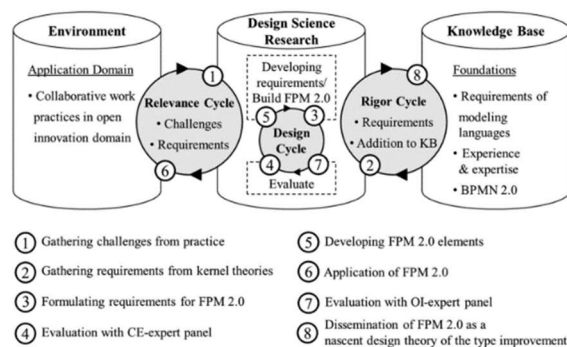 Environment
Design Science
Research
Knowledge Base
Application Domain
• Collaborative work
practices in open
innovation domain
1
Relevance Cycle
• Challenges
• Requirements
6
Developing
requirements/
Build FPM 2.0
5
3
Design
Cycle
4
7
Evaluate
8
Rigor Cycle
• Requirements
• Addition to KB
2
Foundations
• Requirements of
modeling
languages
• Experience
& expertise
• BPMN 2.0
1 Gathering challenges from practice
2 Gathering requirements from kernel theories
3 Formulating requirements for FPM 2.0
4 Evaluation with CE-expert panel
5 Developing FPM 2.0 elements
6 Application of FPM 2.0
7 Evaluation with OI-expert panel
8 Dissemination of FPM 2.0 as a
nascent design theory of the type improvement